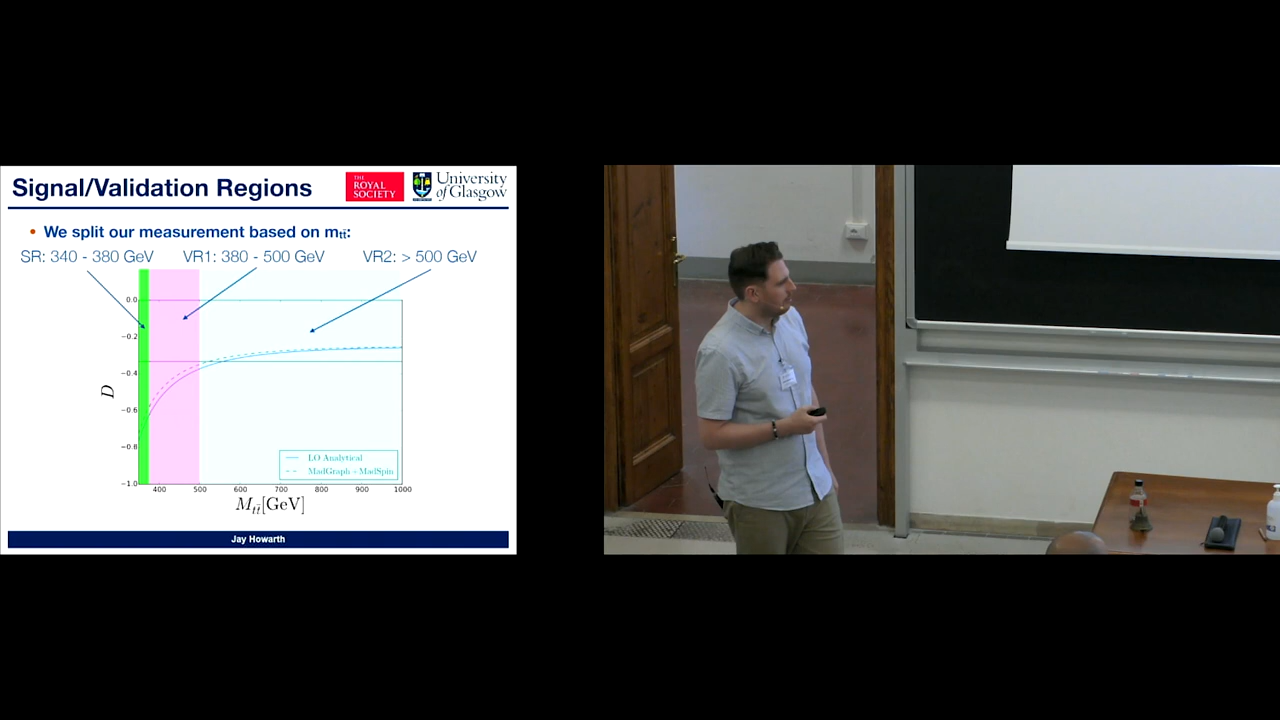 Signal/Validation Regions
THE
ROYAL
SOCIETY
University
of Glasgow
• We split our measurement based on mtt̄:
SR: 340 - 380 GeV VR1: 380 - 500 GeV VR2: > 500 GeV
0.0
−0.2
−0.4
−0.6
−0.8
−1.0
D
LO Analytical
MadGraph+MadSpin
400 500 600 700 800 900 1000
Mtt̄[GeV]
Jay Howarth